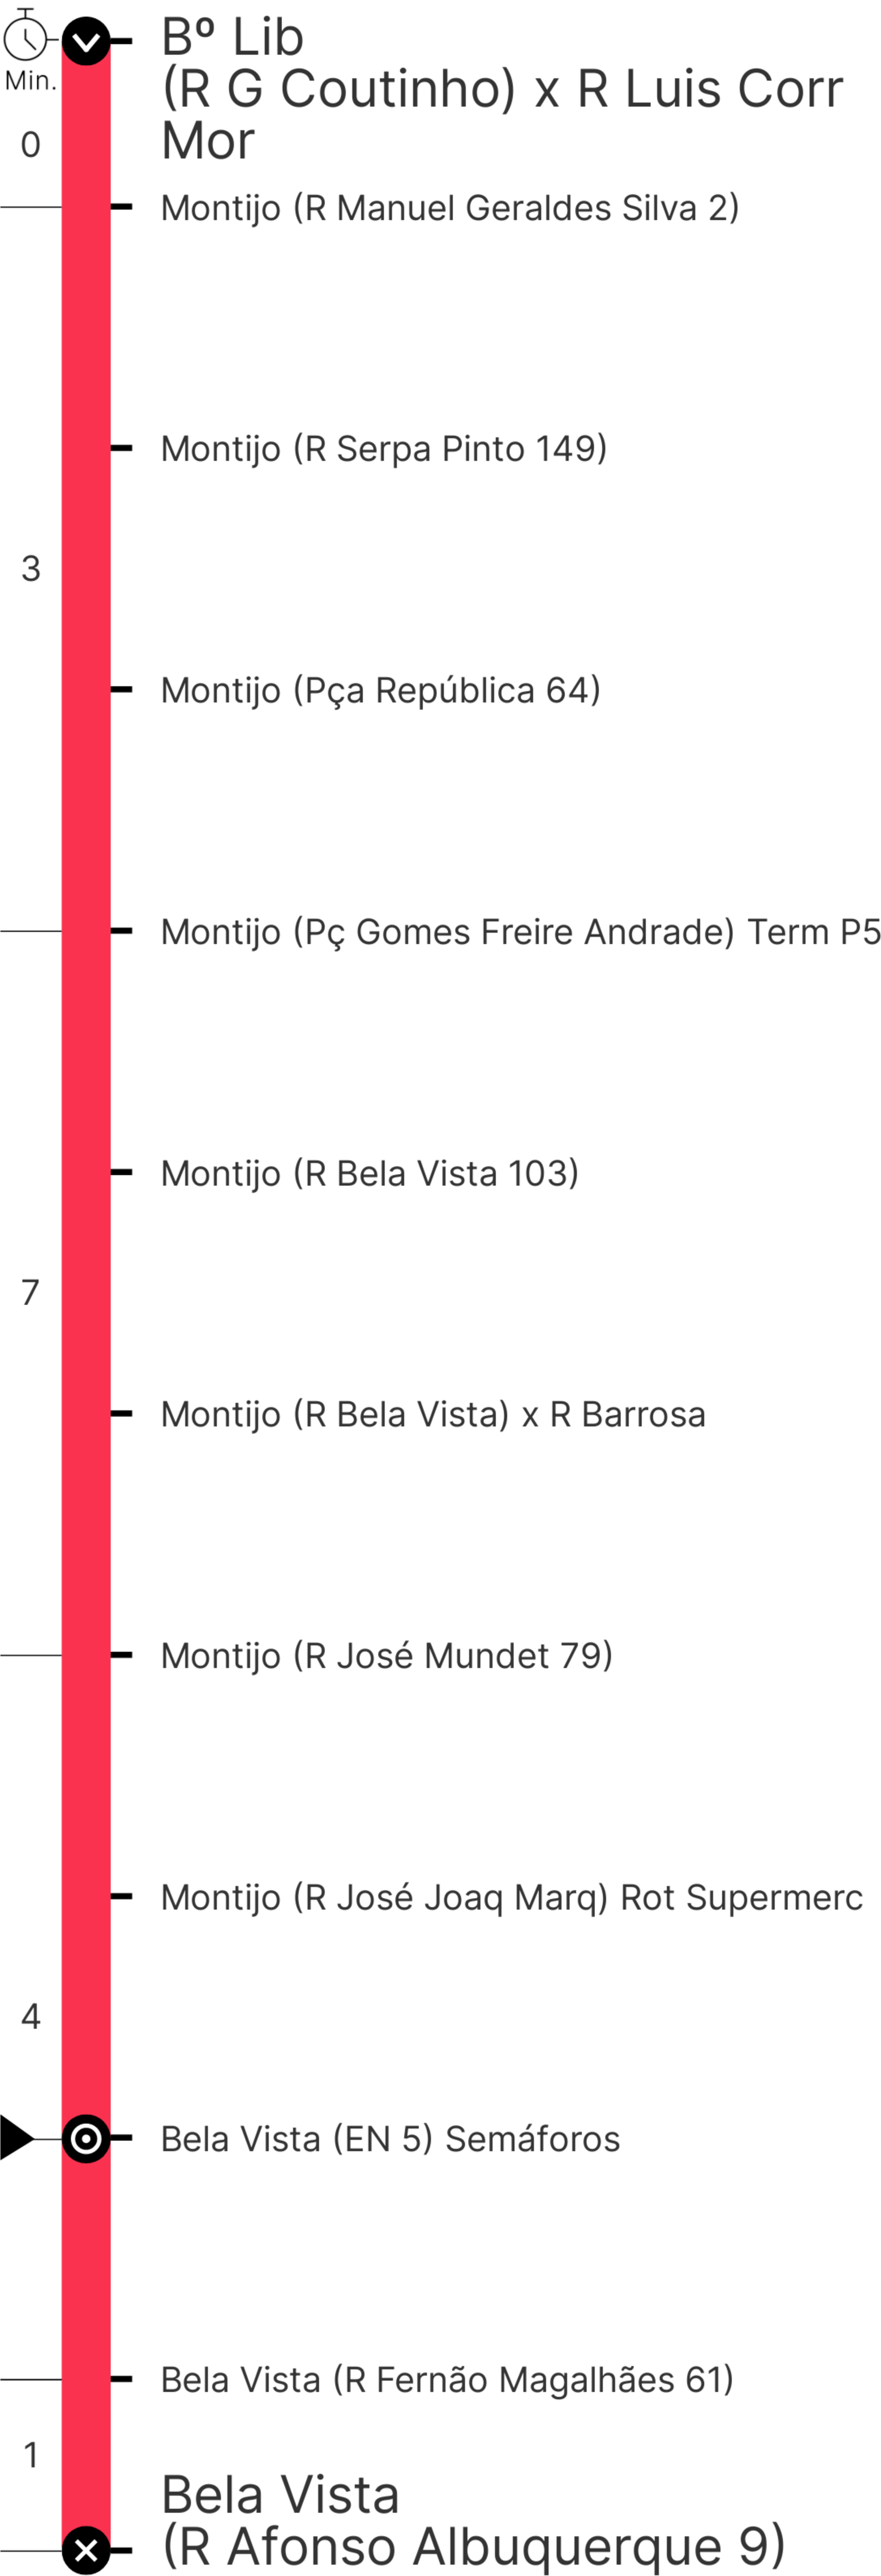 Bº Lib
(R G Coutinho) x R Luis Corr
Min.
Mor
0
Montijo (R Manuel Geraldes Silva 2)
Montijo (R Serpa Pinto 149)
3
Montijo (Pça República 64)
Montijo (Pç Gomes Freire Andrade) Term P5
Montijo (R Bela Vista 103)
7
Montijo (R Bela Vista) x R Barrosa
Montijo (R José Mundet 79)
Montijo (R José Joaq Marq) Rot Supermerc
4
Bela Vista (EN 5) Semáforos
Bela Vista (R Fernão Magalhães 61)
1
Bela Vista
(R Afonso Albuquerque 9)